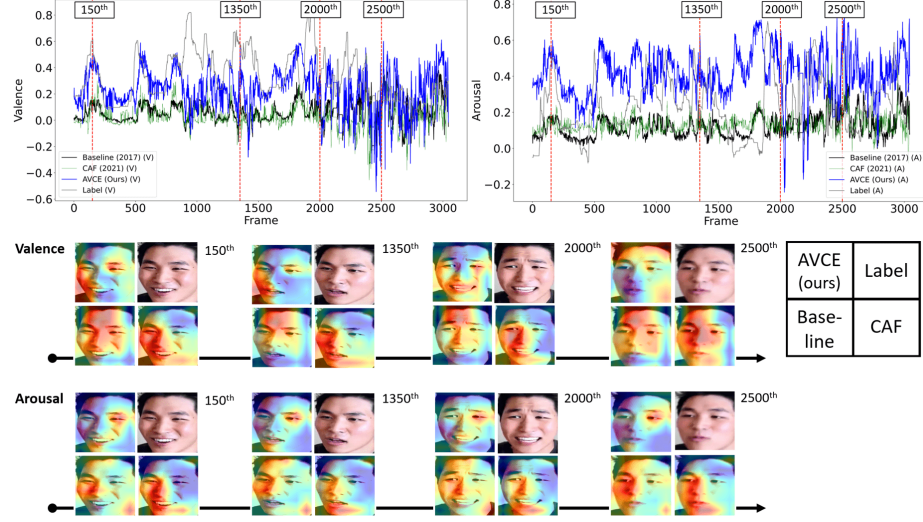 150th 1350th 2000th 2500th
0.8
0.6
0.4
0.2
0.0
−0.2
−0.4
−0.6
Valence
Baseline (2017) (V)
CAF (2021) (V)
AVCE (Ours) (V)
Label (V)
0 500 1000 1500 2000 2500 3000
Frame
150th 1350th 2000th 2500th
0.8
0.6
0.4
0.2
0.0
−0.2
Arousal
Baseline (2017) (A)
CAF (2021) (A)
AVCE (Ours) (A)
Label (A)
0 500 1000 1500 2000 2500 3000
Frame
Valence
150th 1350th 2000th 2500th
AVCE
(ours)
Label
Base-
line
CAF
Arousal
150th 1350th 2000th 2500th